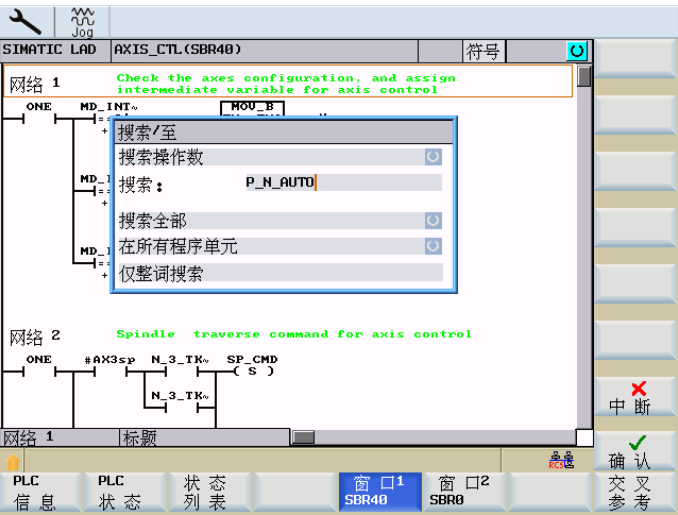 Jog
SIMATIC LAD AXIS_CTL(SBR40) 符号
网络 1 Check the axes configuration, and assign
intermediate variable for axis control
ONE MD_INT~ MOV_B
搜索/至
搜索操作数
搜索： P_N_AUTO
搜索全部
在所有程序单元
仅整词搜索
网络 2 Spindle traverse command for axis control
ONE #AX3sp N_3_TK~ SP_CMD
( S )
N_3_TK~
中断
网络 1 标题
RCS
确认
PLC 信息
PLC 状态
状态列表
窗口1 SBR40
窗口2 SBR0
交叉参考